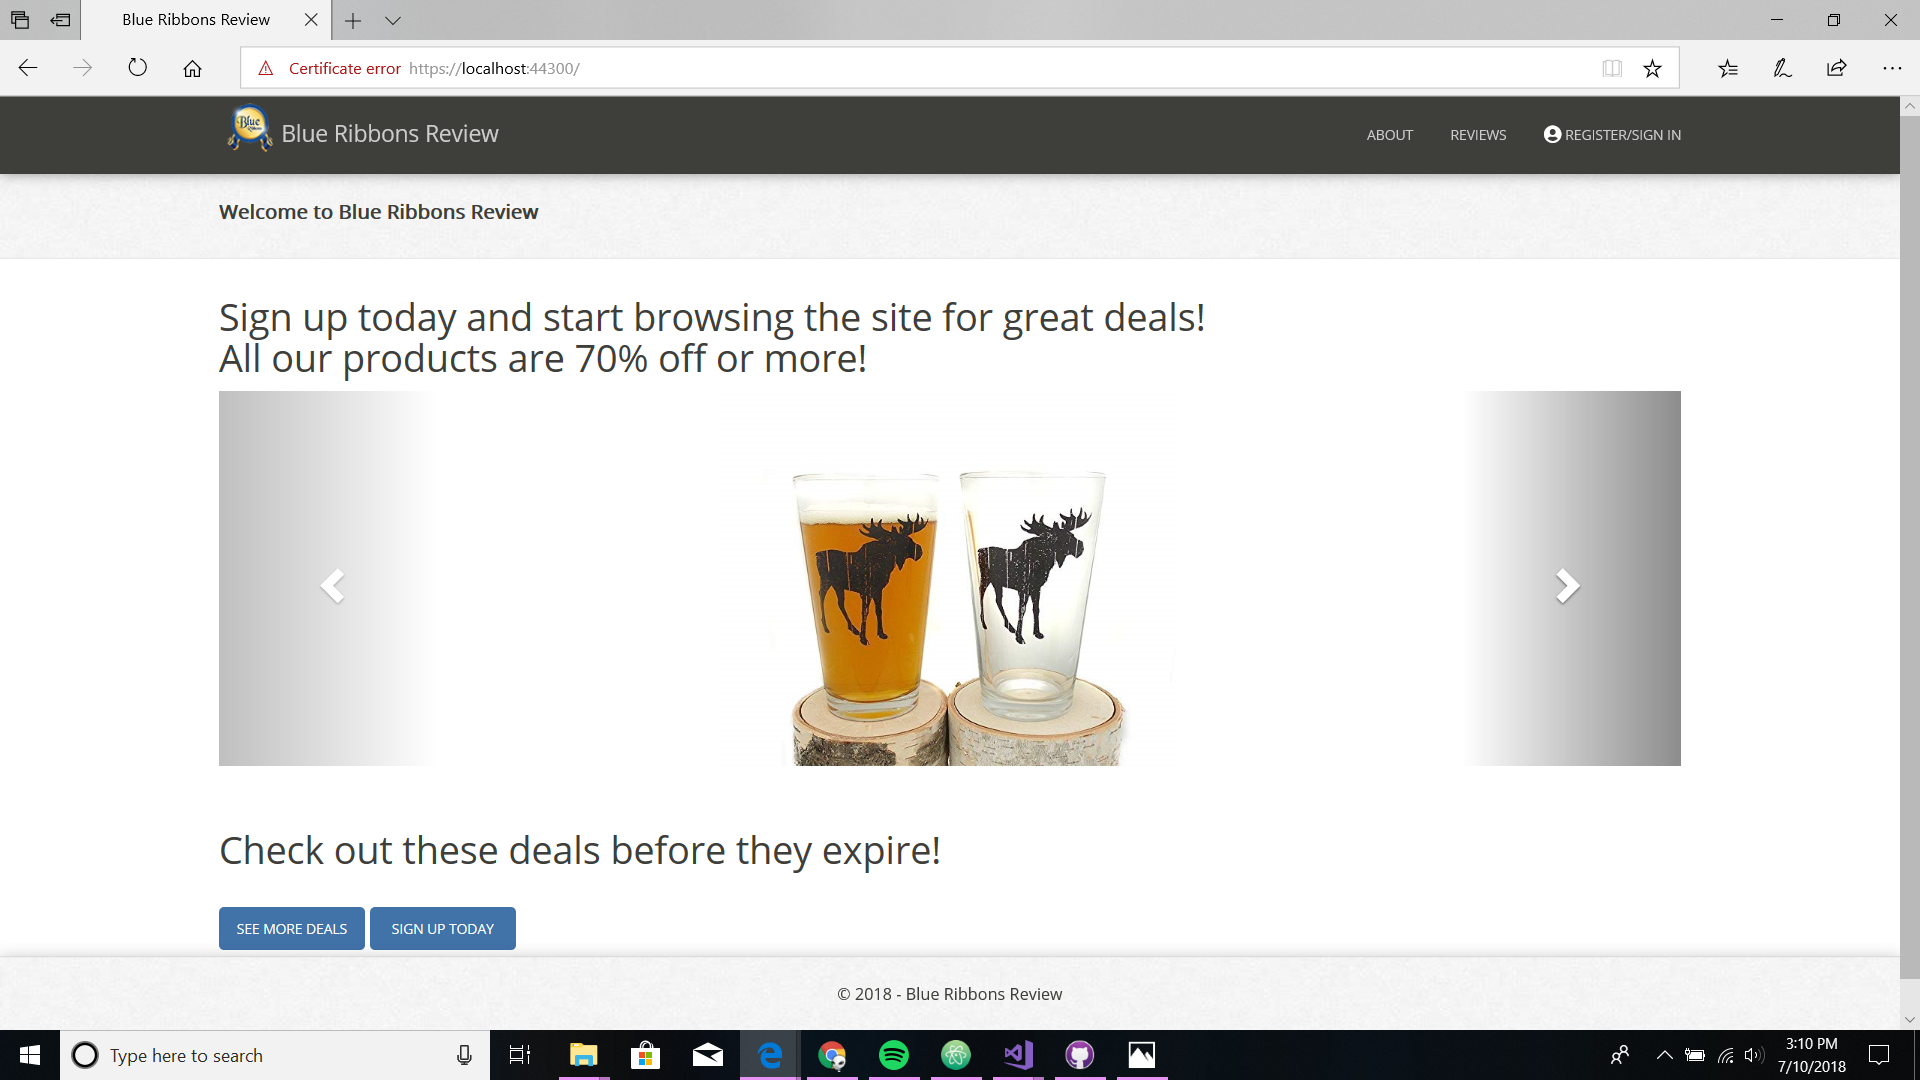 Blue Ribbons Review
Certificate error https://localhost:44300/
Blue
Blue Ribbons Review
ABOUT
REVIEWS
REGISTER/SIGN IN
Welcome to Blue Ribbons Review
Sign up today and start browsing the site for great deals!
All our products are 70% off or more!
Check out these deals before they expire!
SEE MORE DEALS
SIGN UP TODAY
© 2018 - Blue Ribbons Review
Type here to search
3:10 PM
7/10/2018